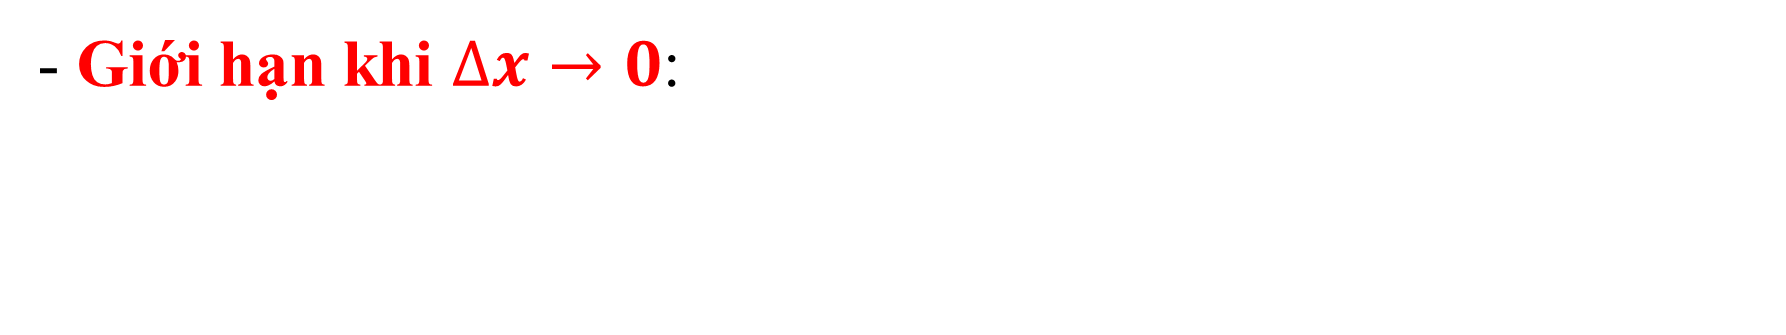 - Giới hạn khi Δx → 0: